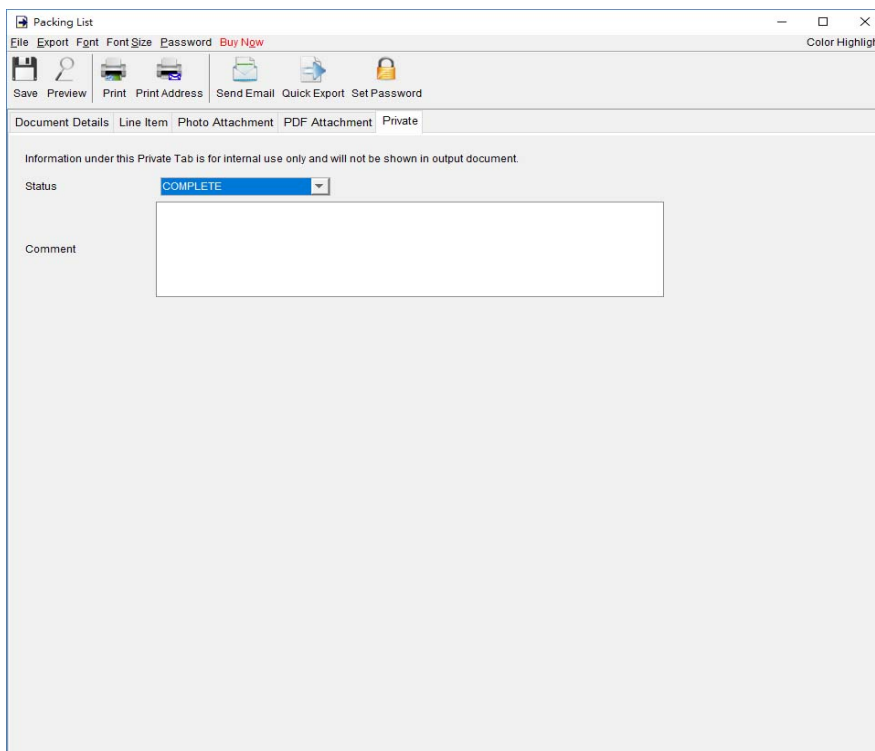 Packing List
File Export Font Font Size Password Buy Now Color Highligh
Save Preview Print Print Address Send Email Quick Export Set Password
Document Details Line Item Photo Attachment PDF Attachment Private
Information under this Private Tab is for internal use only and will not be shown in output document.
Status COMPLETE
Comment